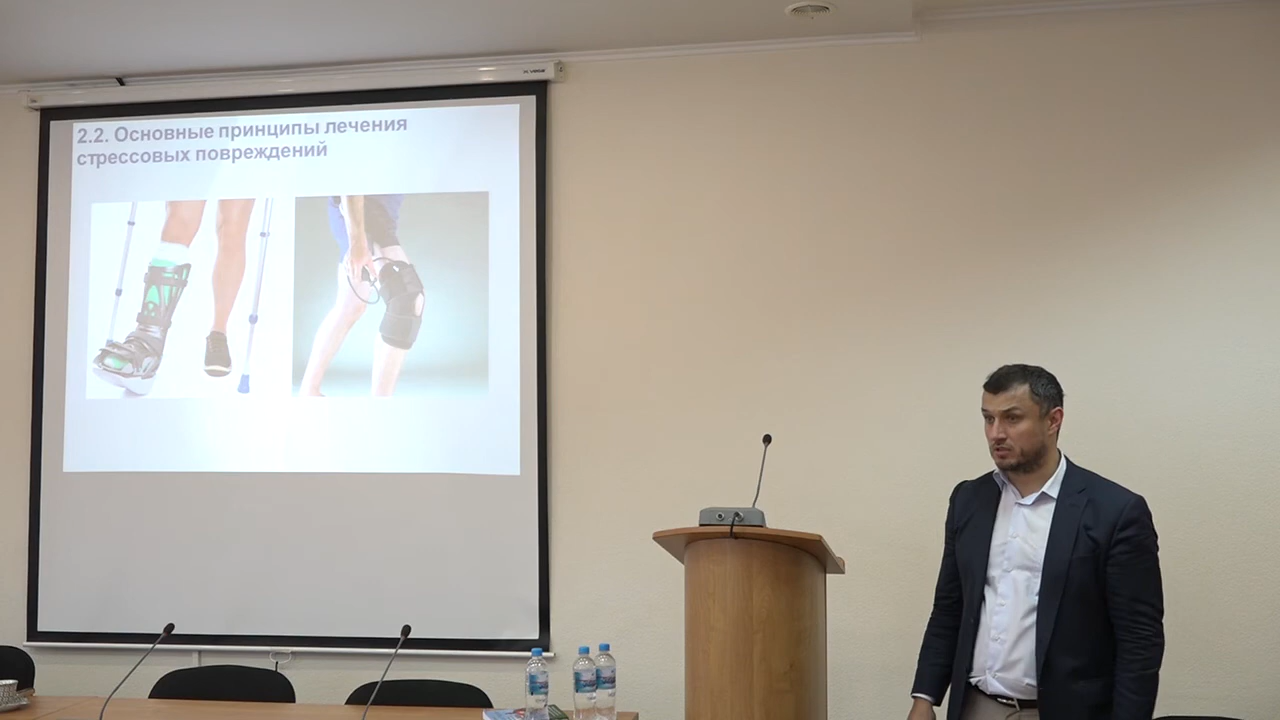 2.2. Основные принципы лечения
стрессовых повреждений